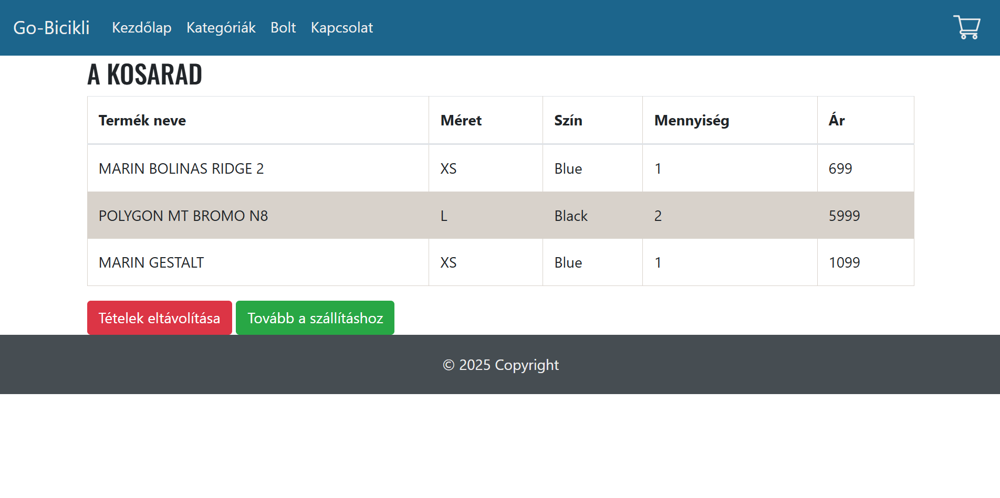 Go-Bicikli Kezdőlap Kategóriák Bolt Kapcsolat
A KOSARAD
Termék neve Méret Szín Mennyiség Ár
MARIN BOLINAS RIDGE 2 XS Blue 1 699
POLYGON MT BROMO N8 L Black 2 5999
MARIN GESTALT XS Blue 1 1099
Tételek eltávolítása Tovább a szállításhoz
© 2025 Copyright